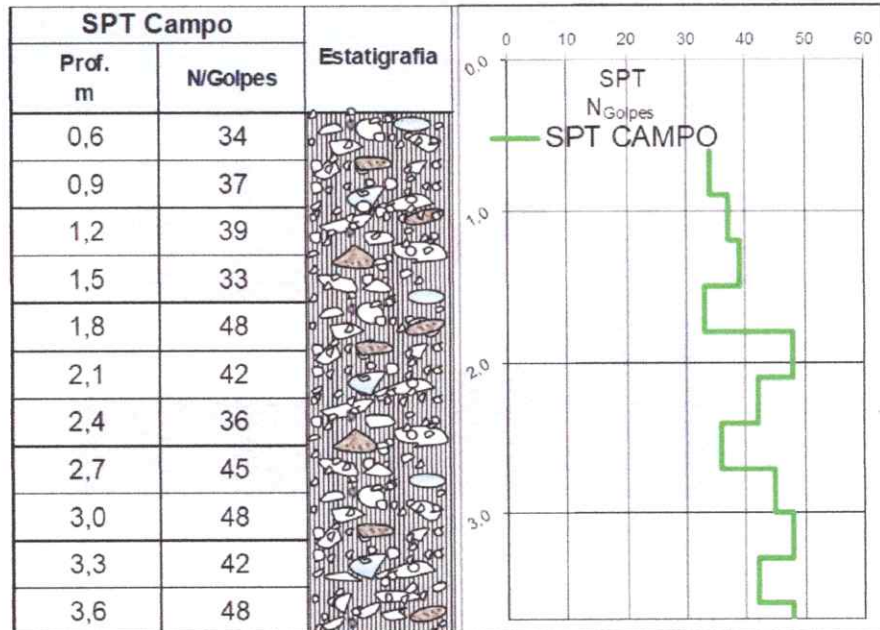 SPT Campo
Estatigrafia
Prof. m
N/Golpes
0,6 34
0,9 37
1,2 39
1,5 33
1,8 48
2,1 42
2,4 36
2,7 45
3,0 48
3,3 42
3,6 48
0 10 20 30 40 50 60
0.0
SPT
N Golpes
SPT CAMPO
1.0
2.0
3.0